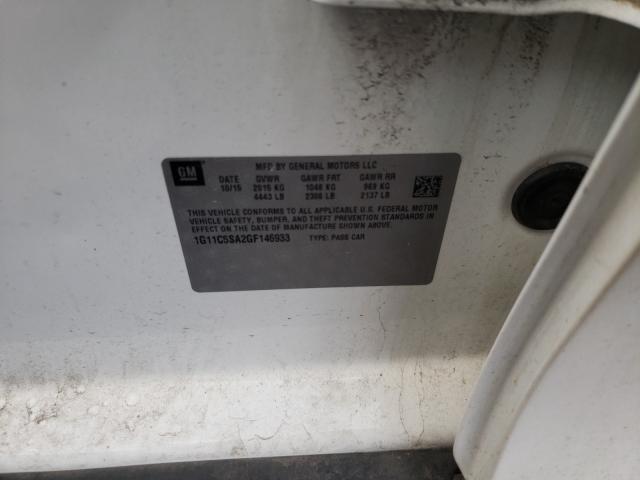 GM
MFD BY GENERAL MOTORS LLC
DATE GVWR GAWR FRT GAWR RR
10/15 2015 KG 1046 KG 969 KG
4443 LB 2306 LB 2137 LB
THIS VEHICLE CONFORMS TO ALL APPLICABLE U.S. FEDERAL MOTOR
VEHICLE SAFETY, BUMPER, AND THEFT PREVENTION STANDARDS IN
EFFECT ON THE DATE OF MANUFACTURE SHOWN ABOVE.
1G11C5SA2GF146933 TYPE: PASS CAR